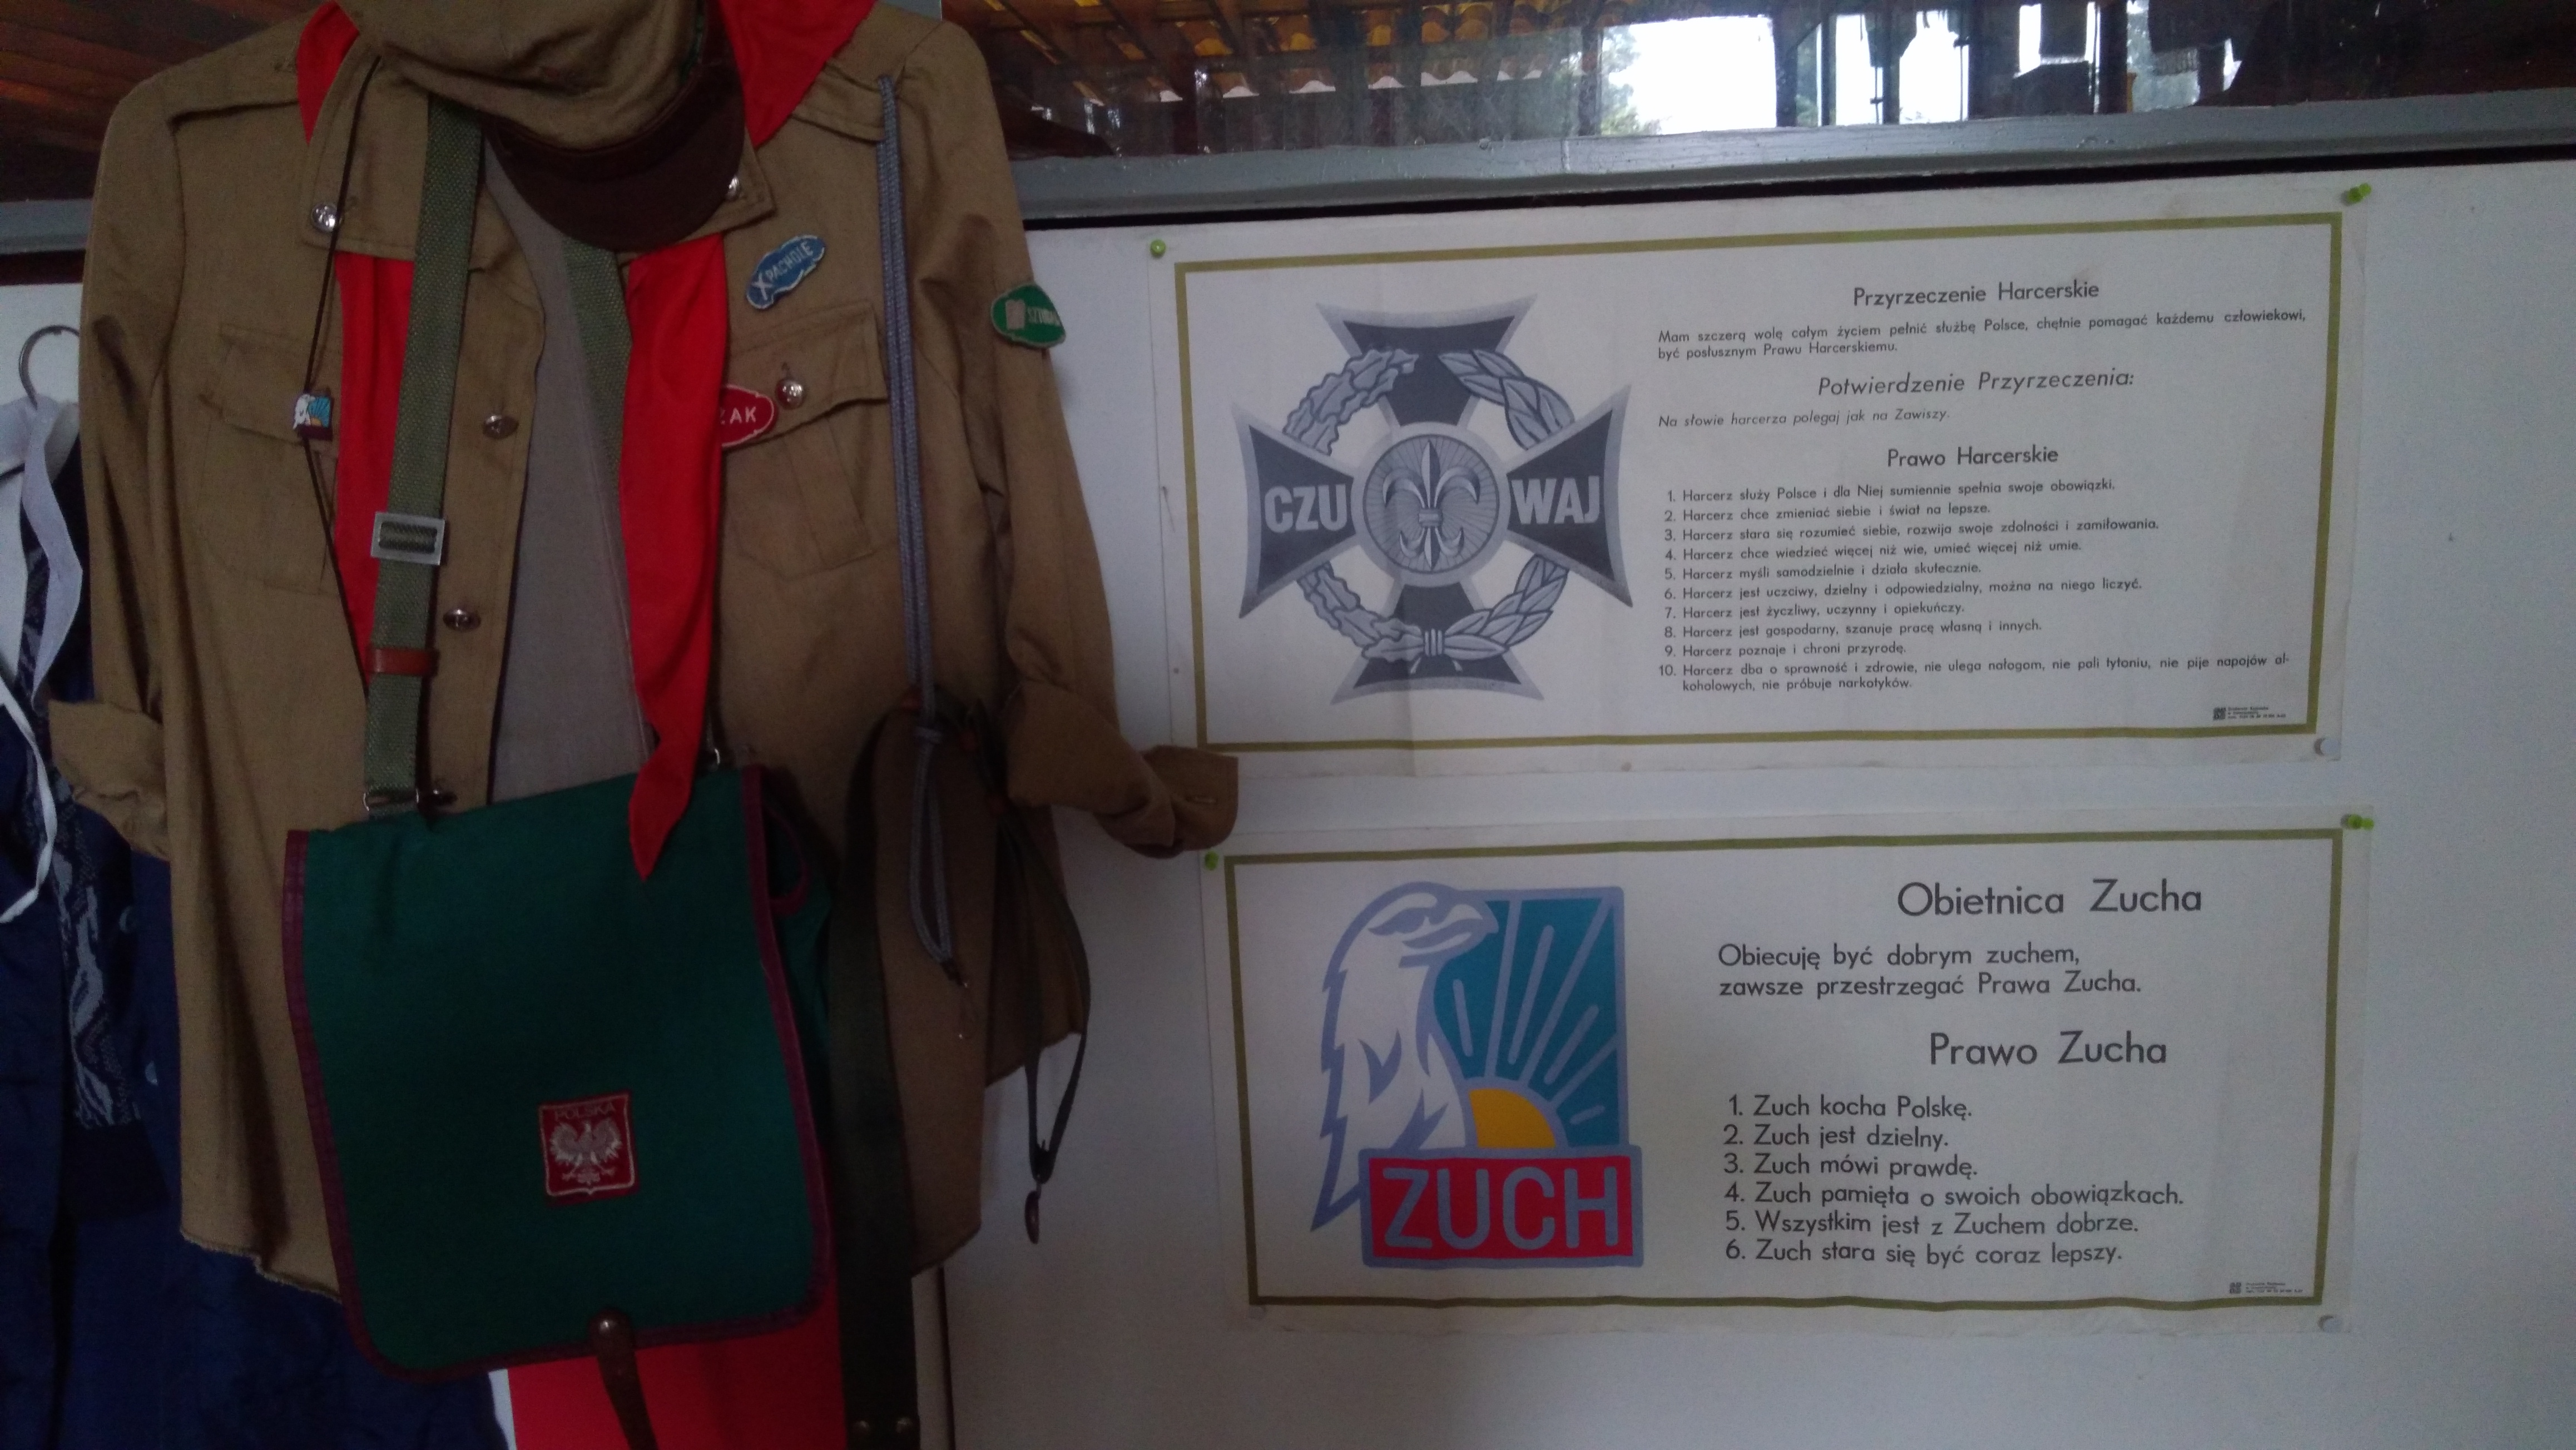 PACHOLE
ŻAK
POLSKA
CZU WAJ
Przyrzeczenie Harcerskie
Mam szczerą wolę całym życiem pełnić służbę Polsce, chętnie pomagać każdemu człowiekowi,
być posłusznym Prawu Harcerskiemu.
Potwierdzenie Przyrzeczenia:
Na słowie harcerza polegaj jak na Zawiszy.
Prawo Harcerskie
1. Harcerz służy Polsce i dla Niej sumiennie spełnia swoje obowiązki.
2. Harcerz chce zmieniać siebie i świat na lepsze.
3. Harcerz stara się rozumieć siebie, rozwija swoje zdolności i zamiłowania.
4. Harcerz chce wiedzieć więcej niż wie, umieć więcej niż umie.
5. Harcerz myśli samodzielnie i działa skutecznie.
6. Harcerz jest uczciwy, dzielny i odpowiedzialny, można na niego liczyć.
7. Harcerz jest życzliwy, uczynny i opiekuńczy.
8. Harcerz jest gospodarny, szanuje pracę własną i innych.
9. Harcerz poznaje i chroni przyrodę.
10. Harcerz dba o sprawność i zdrowie, nie ulega nałogom, nie pali tytoniu, nie pije napojów al-
koholowych, nie próbuje narkotyków.
ZUCH
Obietnica Zucha
Obiecuję być dobrym zuchem,
zawsze przestrzegać Prawa Zucha.
Prawo Zucha
1. Zuch kocha Polskę.
2. Zuch jest dzielny.
3. Zuch mówi prawdę.
4. Zuch pamięta o swoich obowiązkach.
5. Wszystkim jest z Zuchem dobrze.
6. Zuch stara się być coraz lepszy.